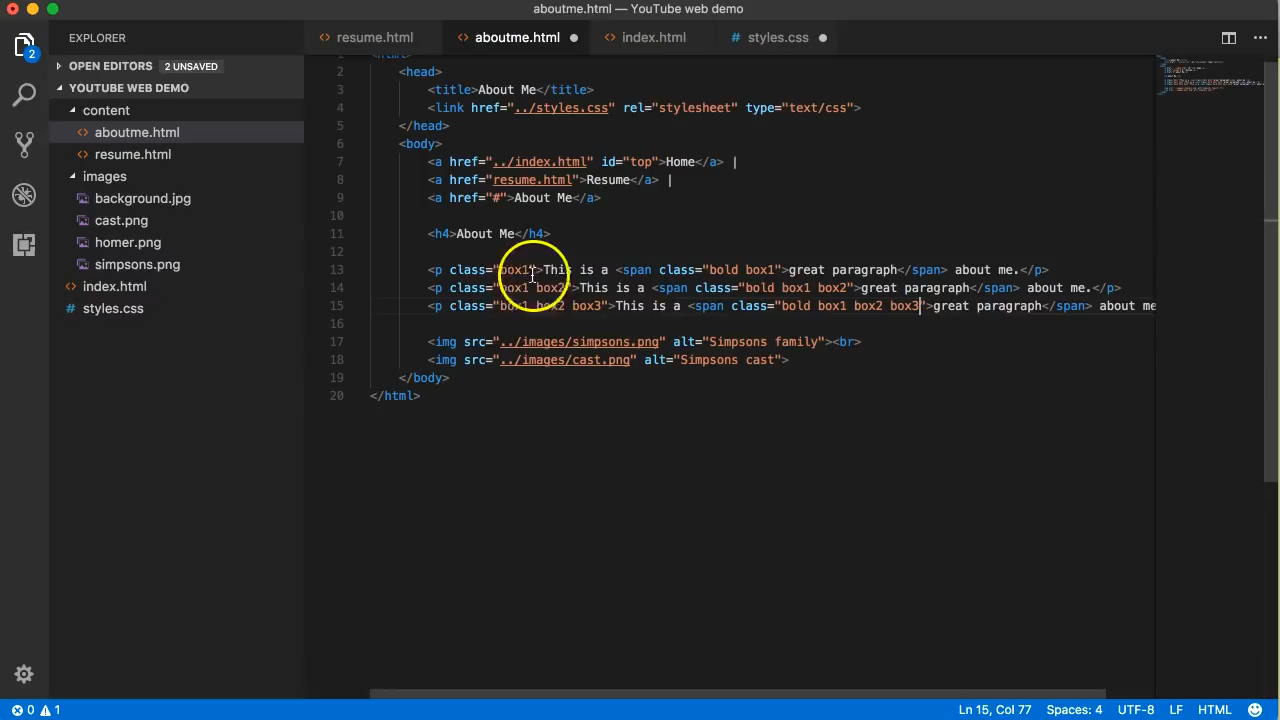 aboutme.html — YouTube web demo
EXPLORER
resume.html
aboutme.html
index.html
# styles.css
OPEN EDITORS 2 UNSAVED
YOUTUBE WEB DEMO
content
aboutme.html
resume.html
images
background.jpg
cast.png
homer.png
simpsons.png
index.html
# styles.css
2
1 <html>
2 <head>
3 <title>About Me</title>
4 <link href="../styles.css" rel="stylesheet" type="text/css">
5 </head>
6 <body>
7 <a href="../index.html" id="top">Home</a> |
8 <a href="resume.html">Resume</a> |
9 <a href="#">About Me</a>
10
11 <h4>About Me</h4>
12
13 <p class="box1">This is a <span class="bold box1">great paragraph</span> about me.</p>
14 <p class="box1 box2">This is a <span class="bold box1 box2">great paragraph</span> about me.</p>
15 <p class="box1 box2 box3">This is a <span class="bold box1 box2 box3">great paragraph</span> about me
16
17 <img src="../images/simpsons.png" alt="Simpsons family"><br>
18 <img src="../images/cast.png" alt="Simpsons cast">
19 </body>
20 </html>
0 1
Ln 15, Col 77 Spaces: 4 UTF-8 LF HTML